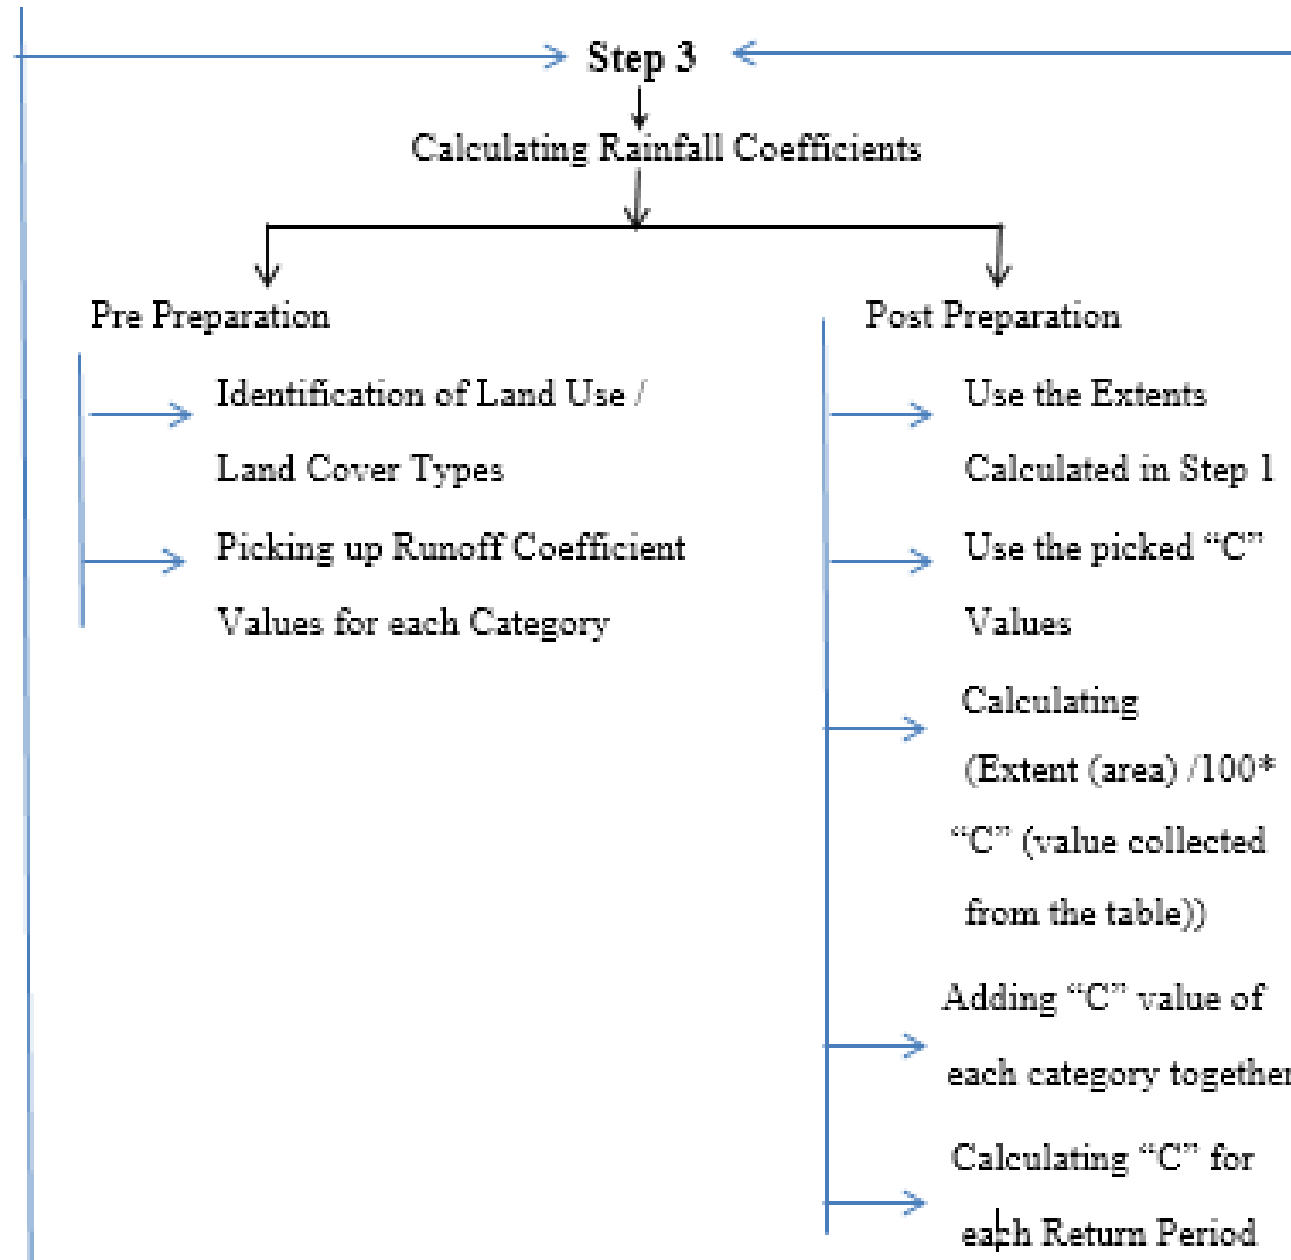 Step 3
Calculating Rainfall Coefficients
Pre Preparation
Identification of Land Use /
Land Cover Types
Picking up Runoff Coefficient
Values for each Category
Post Preparation
Use the Extents
Calculated in Step 1
Use the picked “C”
Values
Calculating
(Extent (area) /100*
“C” (value collected
from the table))
Adding “C” value of
each category together
Calculating “C” for
each Return Period